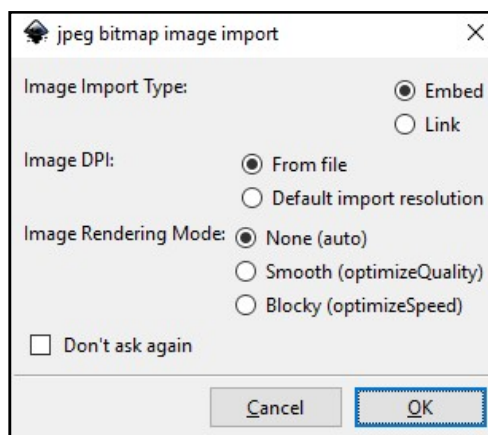 jpeg bitmap image import
Image Import Type:
Embed
Link
Image DPI:
From file
Default import resolution
Image Rendering Mode:
None (auto)
Smooth (optimizeQuality)
Blocky (optimizeSpeed)
Don't ask again
Cancel
OK